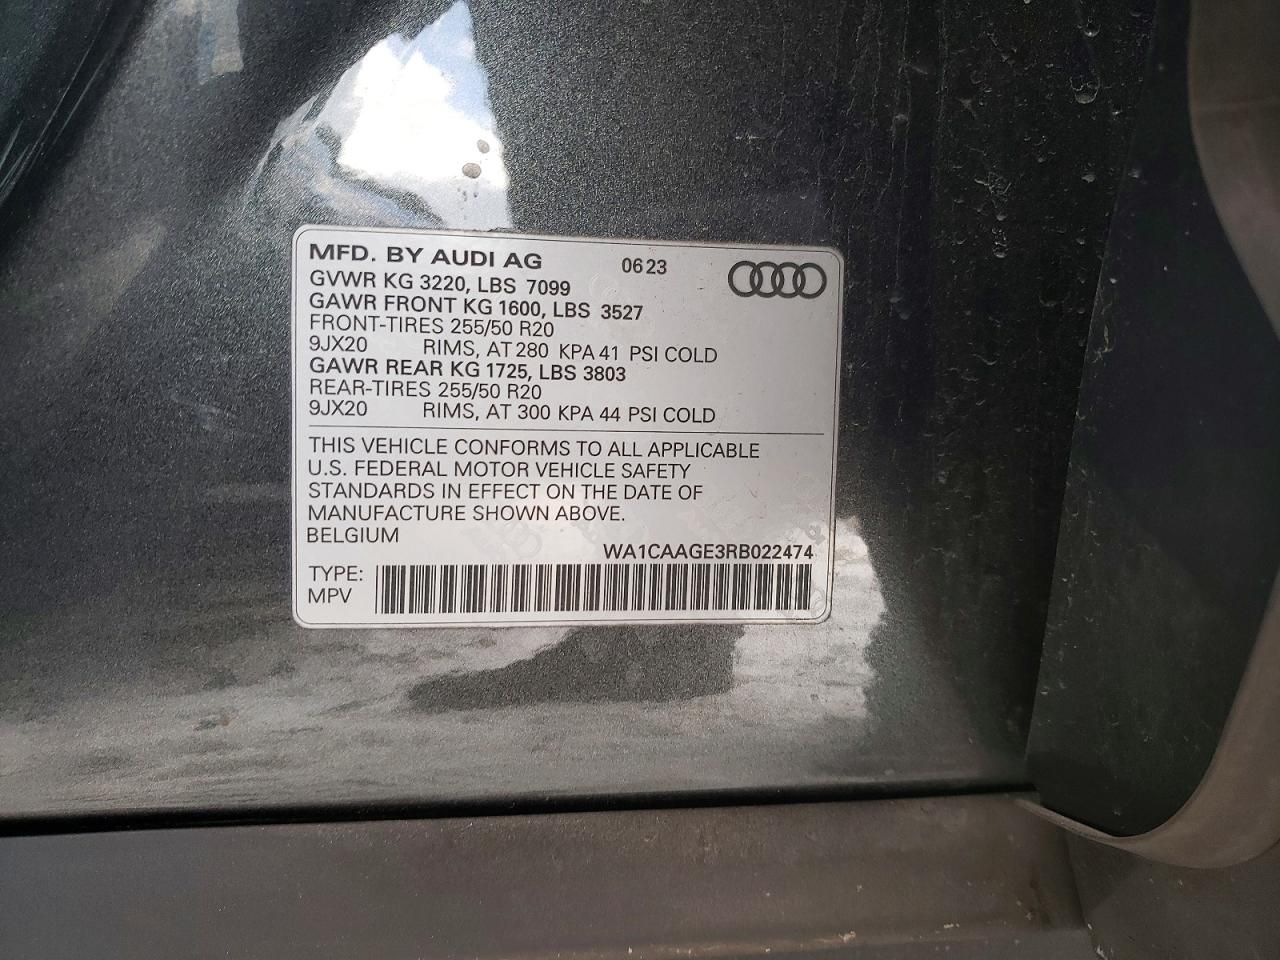 MFD. BY AUDI AG 06 23
GVWR KG 3220, LBS 7099
GAWR FRONT KG 1600, LBS 3527
FRONT-TIRES 255/50 R20
9JX20 RIMS, AT 280 KPA 41 PSI COLD
GAWR REAR KG 1725, LBS 3803
REAR-TIRES 255/50 R20
9JX20 RIMS, AT 300 KPA 44 PSI COLD
THIS VEHICLE CONFORMS TO ALL APPLICABLE
U.S. FEDERAL MOTOR VEHICLE SAFETY
STANDARDS IN EFFECT ON THE DATE OF
MANUFACTURE SHOWN ABOVE.
BELGIUM
WA1CAAGE3RB022474
TYPE:
MPV